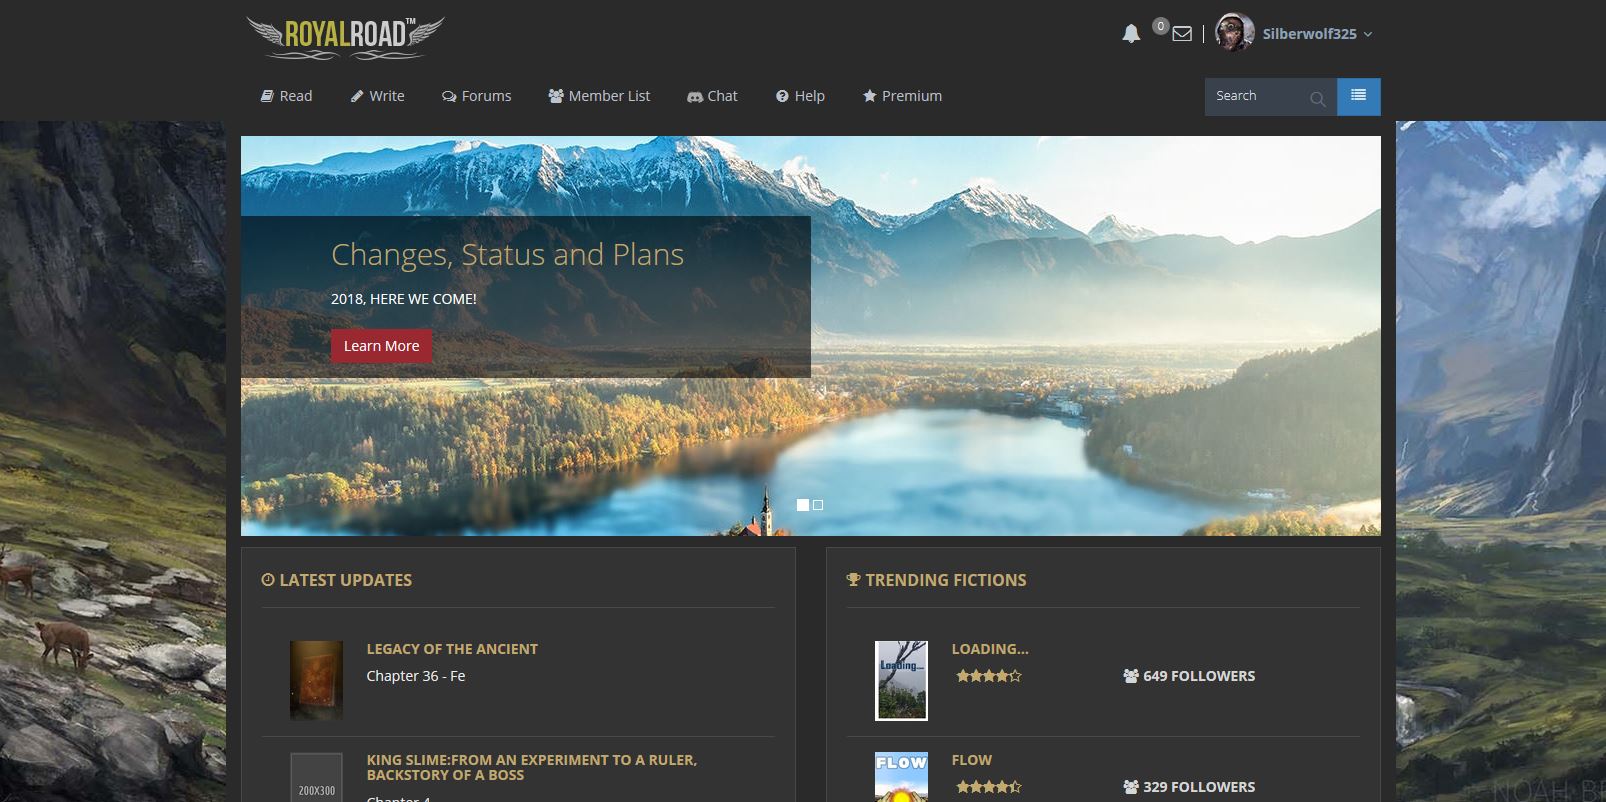 ROYALROAD™
0
Silberwolf325
Read
Write
Forums
Member List
Chat
Help
Premium
Search
Changes, Status and Plans
2018, HERE WE COME!
Learn More
LATEST UPDATES
LEGACY OF THE ANCIENT
Chapter 36 - Fe
KING SLIME:FROM AN EXPERIMENT TO A RULER,
BACKSTORY OF A BOSS
200X300
Chapter 4
TRENDING FICTIONS
Loading...
LOADING...
649 FOLLOWERS
FLOW
FLOW
329 FOLLOWERS
NOAH